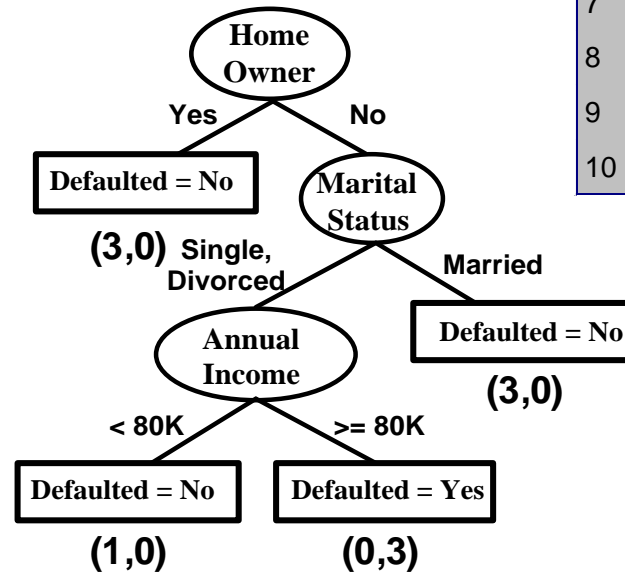 7
8
9
10
Home
Owner
Yes
No
Defaulted = No
Marital
Status
(3,0)
Single,
Divorced
Married
Annual
Income
Defaulted = No
(3,0)
< 80K
>= 80K
Defaulted = No
Defaulted = Yes
(1,0)
(0,3)